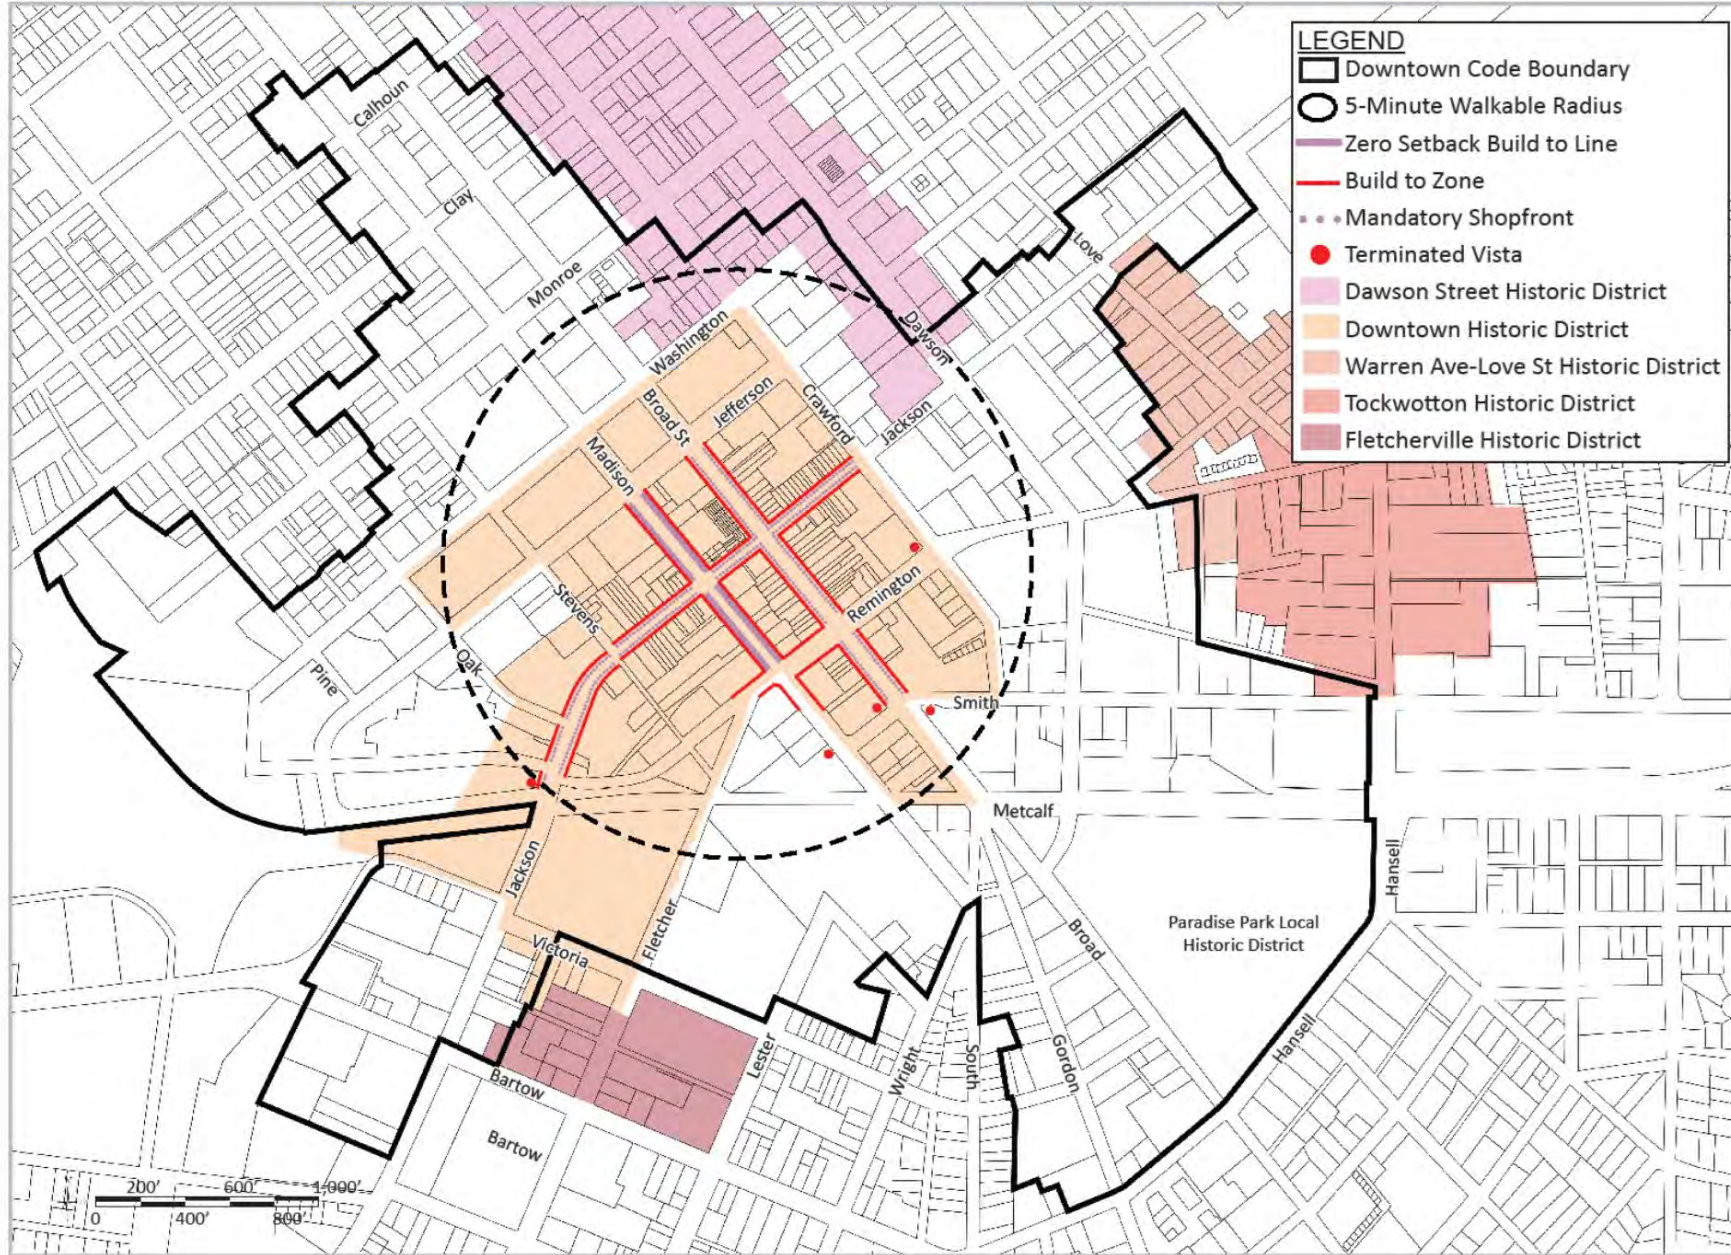 LEGEND
Downtown Code Boundary
5-Minute Walkable Radius
Zero Setback Build to Line
Build to Zone
Mandatory Shopfront
Terminated Vista
Dawson Street Historic District
Downtown Historic District
Warren Ave-Love St Historic District
Tockwotton Historic District
Fletcherville Historic District
Calhoun
Clay
Monroe
Love
Washington
Dawson
Broad St
Jefferson
Crawford
Jackson
Madison
Stevens
Remington
Oak
Pine
Smith
Metcalf
Jackson
Fletcher
Victoria
Hansell
Broad
Paradise Park Local
Historic District
Hansell
Lester
Wright
South
Gordon
Bartow
Bartow
200'
600'
1,000'
0
400'
800'